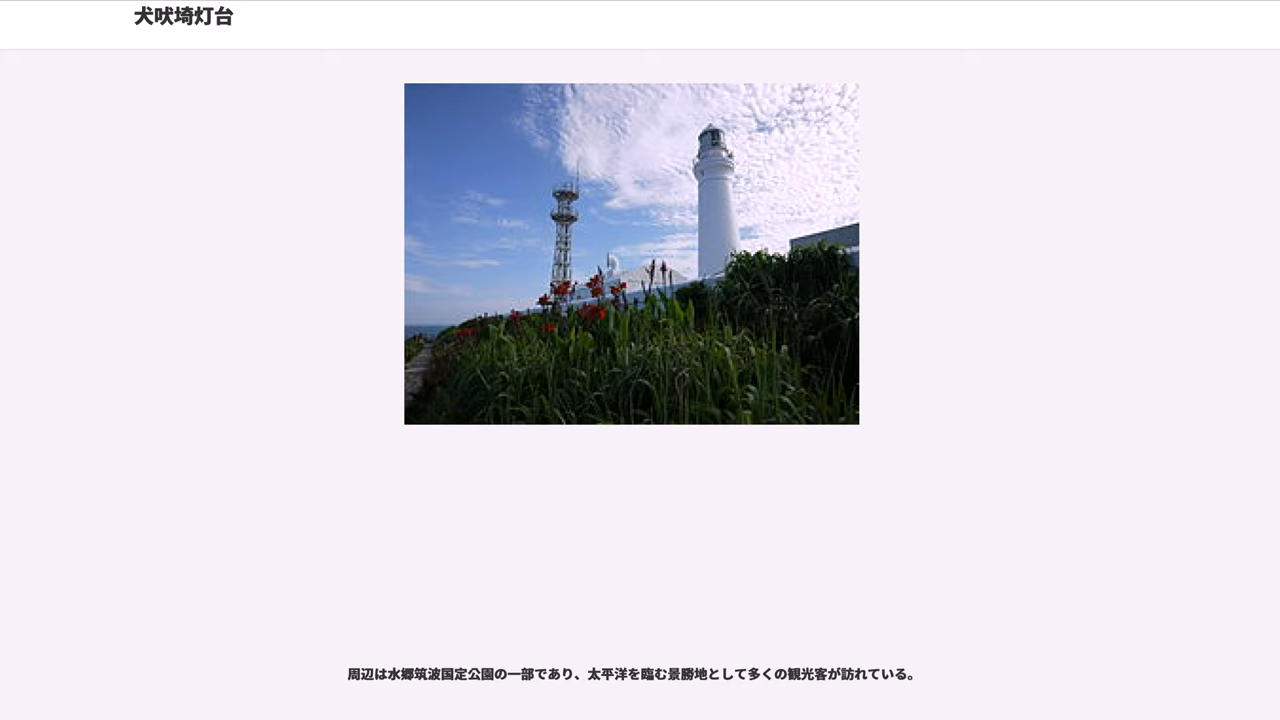 犬吠埼灯台
周辺は水郷筑波国定公園の一部であり、太平洋を臨む景勝地として多くの観光客が訪れている。